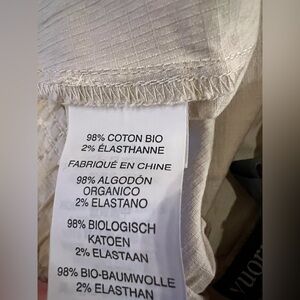 98% COTON BIO
2% ÉLASTHANNE
FABRIQUÉ EN CHINE
98% ALGODÓN
ORGANICO
2% ELASTANO
98% BIOLOGISCH
KATOEN
2% ELASTAAN
98% BIO-BAUMWOLLE
2% ELASTHAN